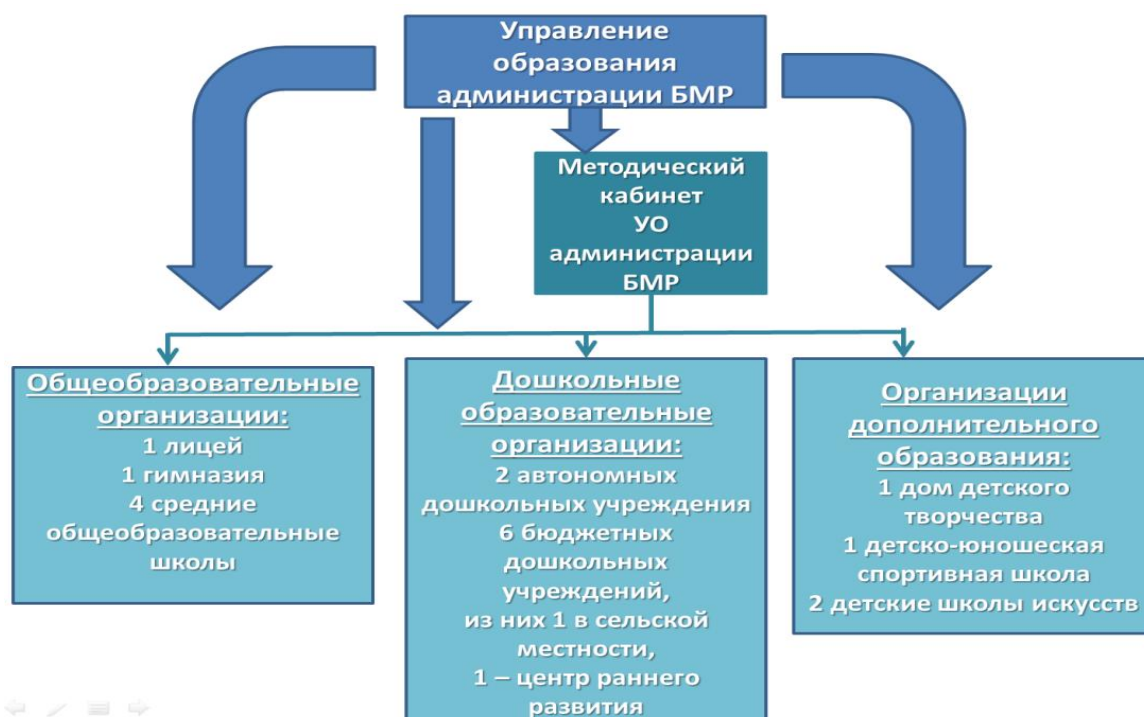 Управление
образования
администрации БМР
Методический
кабинет
УО
администрации
БМР
Общеобразовательные
организации:
1 лицей
1 гимназия
4 средние
общеобразовательные
школы
Дошкольные
образовательные
организации:
2 автономных
дошкольных учреждения
6 бюджетных
дошкольных
учреждений,
из них 1 в сельской
местности,
1 – центр раннего
развития
Организации
дополнительного
образования:
1 дом детского
творчества
1 детско-юношеская
спортивная школа
2 детские школы искусств